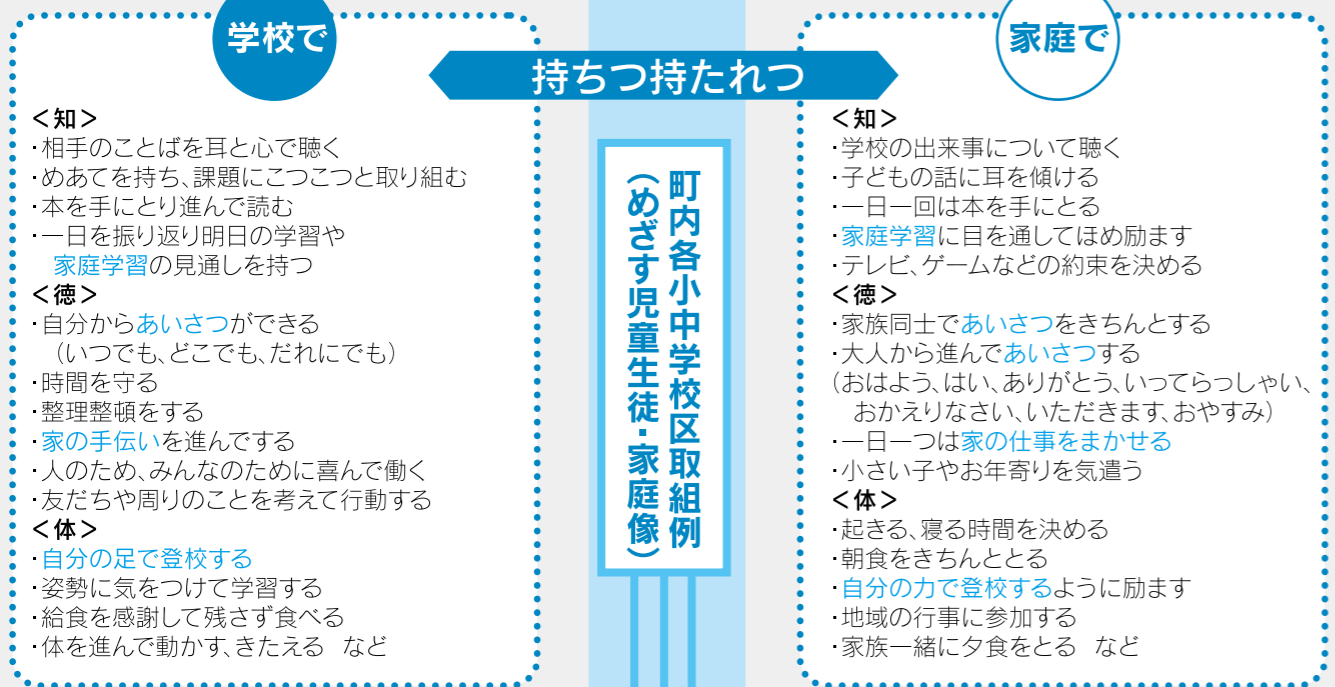 学校で
持ちつ持たれつ
家庭で
＜知＞
・相手のことばを耳と心で聴く
・めあてを持ち、課題にこつこつと取り組む
・本を手にとり進んで読む
・一日を振り返り明日の学習や
家庭学習の見通しを持つ
＜徳＞
・自分からあいさつができる
（いつでも、どこでも、だれにでも）
・時間を守る
・整理整頓をする
・家の手伝いを進んでする
・人のため、みんなのために喜んで働く
・友だちや周りのことを考えて行動する
＜体＞
・自分の足で登校する
・姿勢に気をつけて学習する
・給食を感謝して残さず食べる
・体を進んで動かす、きたえる　など
町内各小中学校区取組例
（めざす児童生徒・家庭像）
＜知＞
・学校の出来事について聴く
・子どもの話に耳を傾ける
・一日一回は本を手にとる
・家庭学習に目を通してほめ励ます
・テレビ、ゲームなどの約束を決める
＜徳＞
・家族同士であいさつをきちんとする
・大人から進んであいさつする
（おはよう、はい、ありがとう、いってらっしゃい、
おかえりなさい、いただきます、おやすみ）
・一日一つは家の仕事をまかせる
・小さい子やお年寄りを気遣う
＜体＞
・起きる、寝る時間を決める
・朝食をきちんととる
・自分の力で登校するように励ます
・地域の行事に参加する
・家族一緒に夕食をとる　など